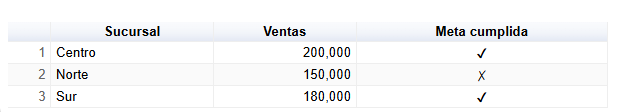 Sucursal Ventas Meta cumplida
1 Centro 200,000 ✓
2 Norte 150,000 ✗
3 Sur 180,000 ✓